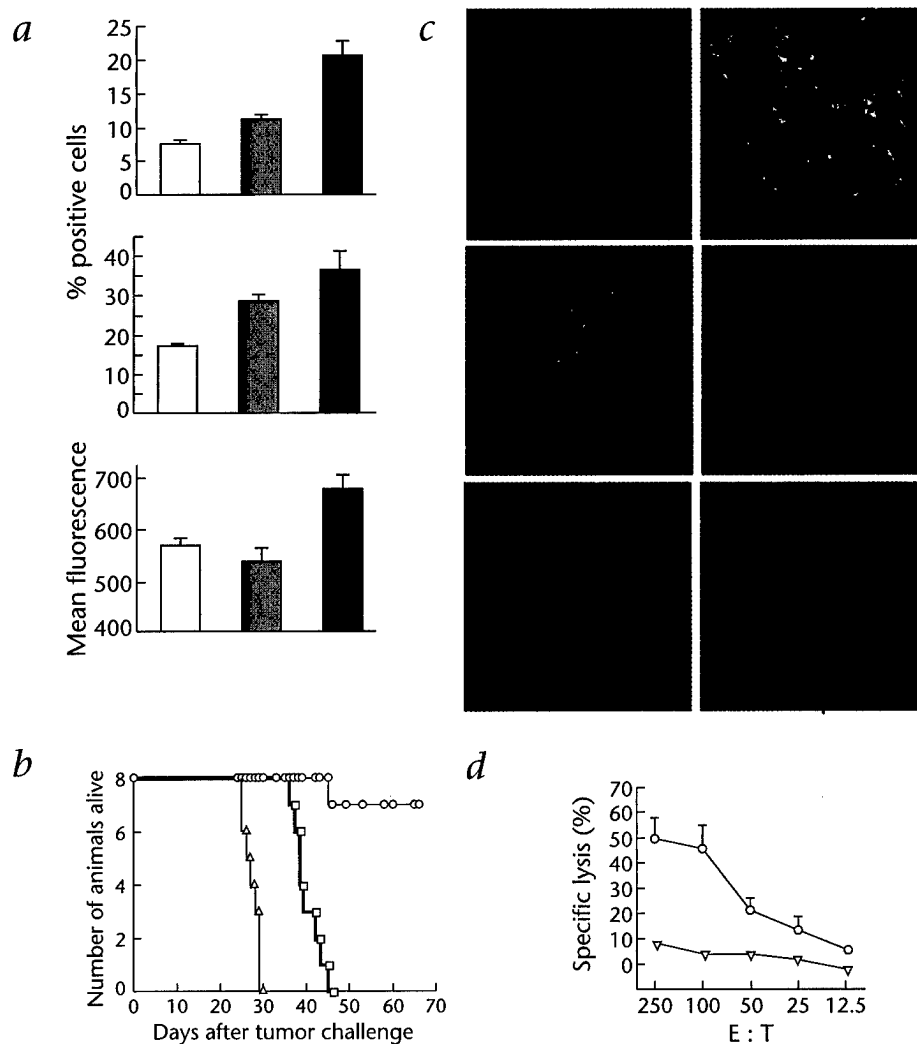 a
% positive cells
25
20
15
10
5
0
40
30
20
10
0
Mean fluorescence
700
600
500
400
c
b
Number of animals alive
8
6
4
2
0
0 10 20 30 40 50 60 70
Days after tumor challenge
d
Specific lysis (%)
70
60
50
40
30
20
10
0
250 100 50 25 12.5
E : T